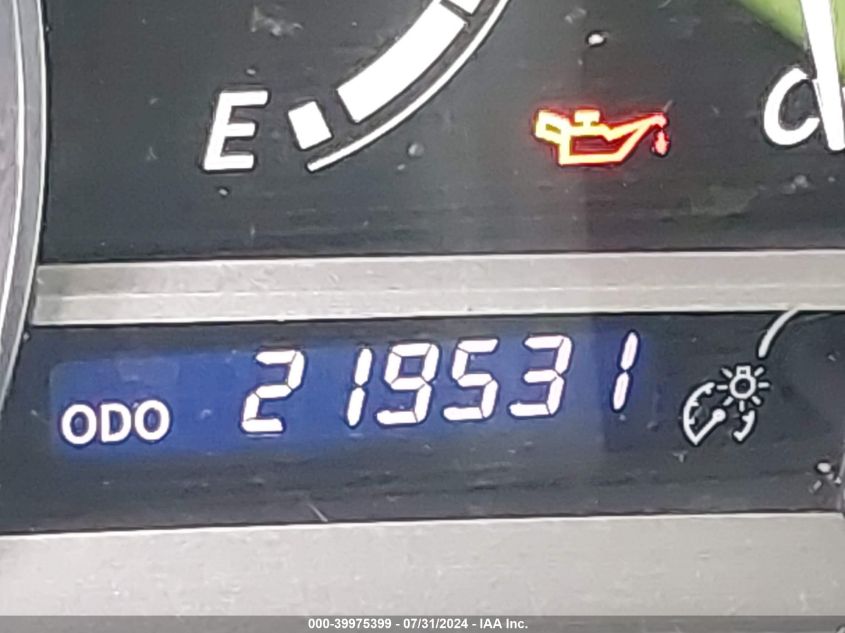 E C
ODO 219531
000-39975399 - 07/31/2024 - IAA Inc.